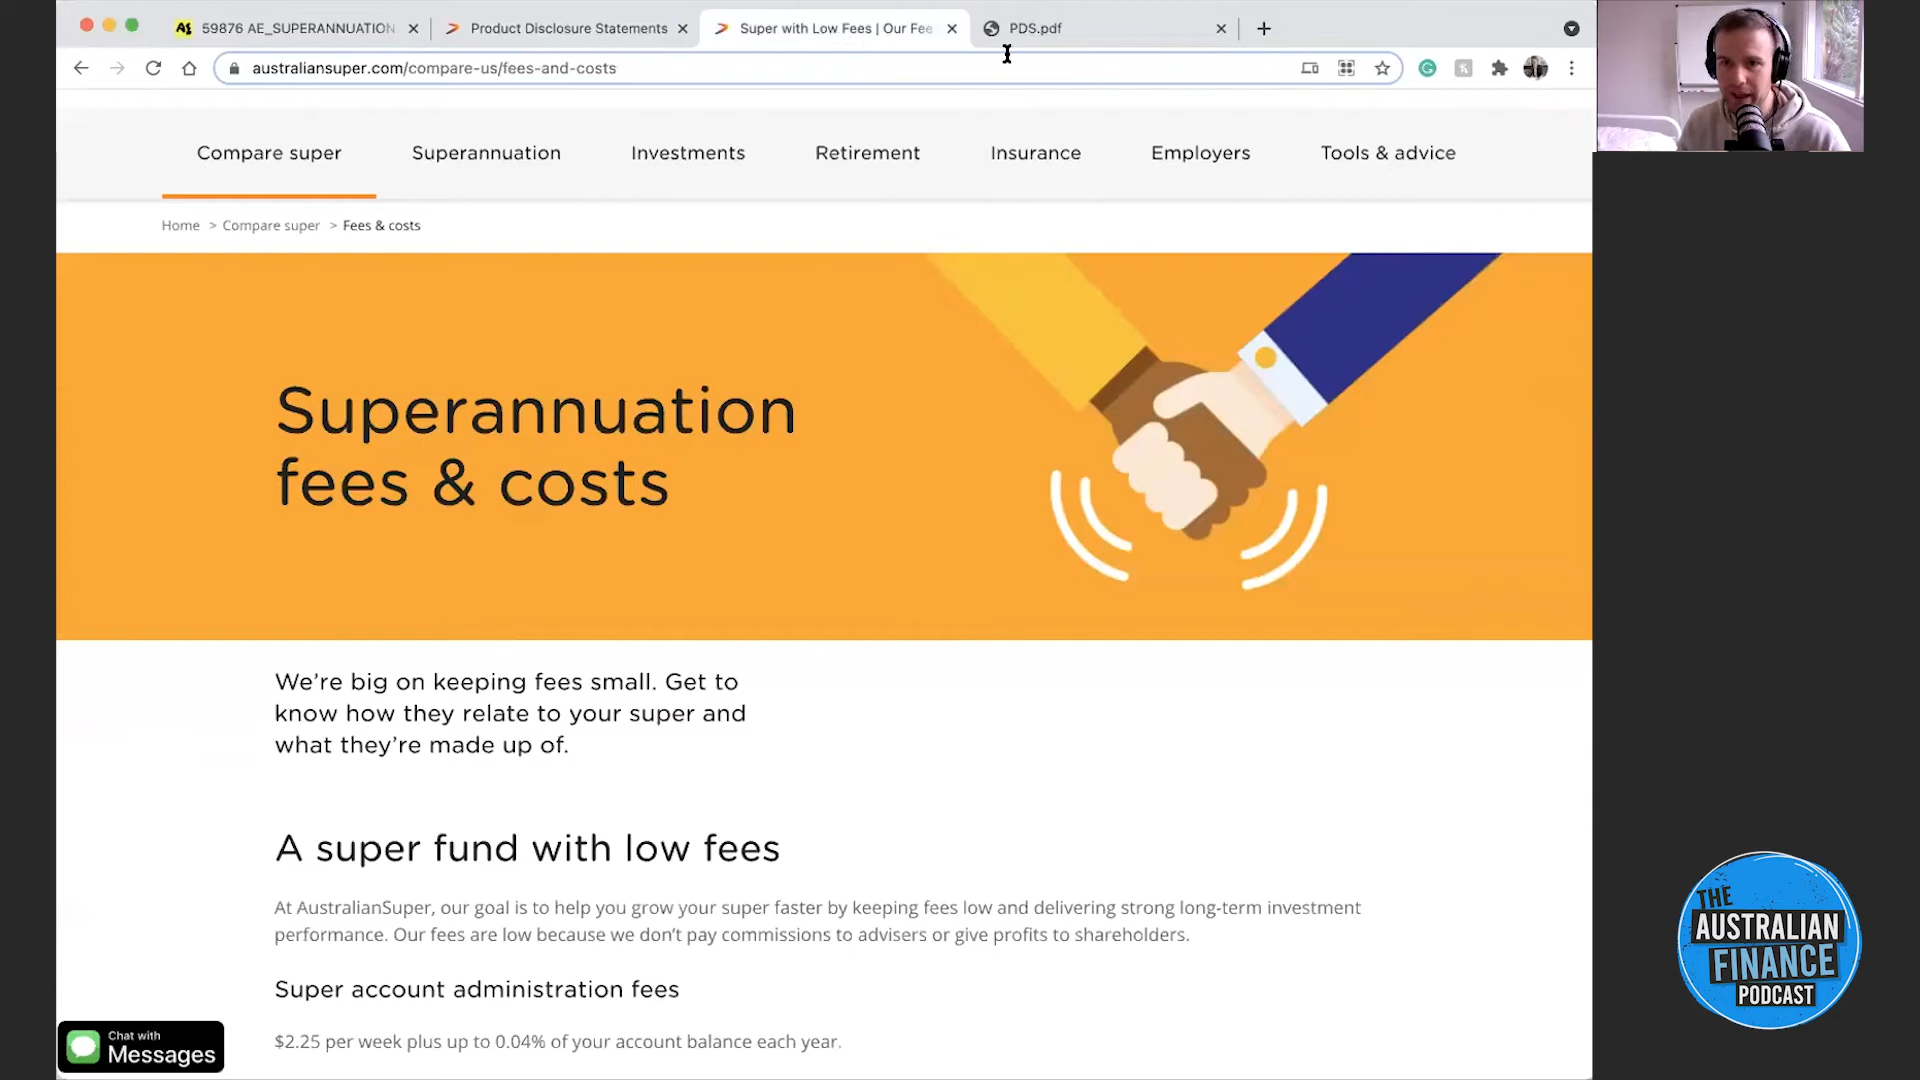 59876 AE_SUPERANNUATION
Product Disclosure Statements
Super with Low Fees | Our Fee
PDS.pdf
australiansuper.com/compare-us/fees-and-costs
Compare super
Superannuation
Investments
Retirement
Insurance
Employers
Tools & advice
Home > Compare super > Fees & costs
Superannuation
fees & costs
We're big on keeping fees small. Get to
know how they relate to your super and
what they're made up of.
A super fund with low fees
At AustralianSuper, our goal is to help you grow your super faster by keeping fees low and delivering strong long-term investment
performance. Our fees are low because we don't pay commissions to advisers or give profits to shareholders.
Super account administration fees
$2.25 per week plus up to 0.04% of your account balance each year.
Chat with
Messages
THE
AUSTRALIAN
FINANCE
PODCAST